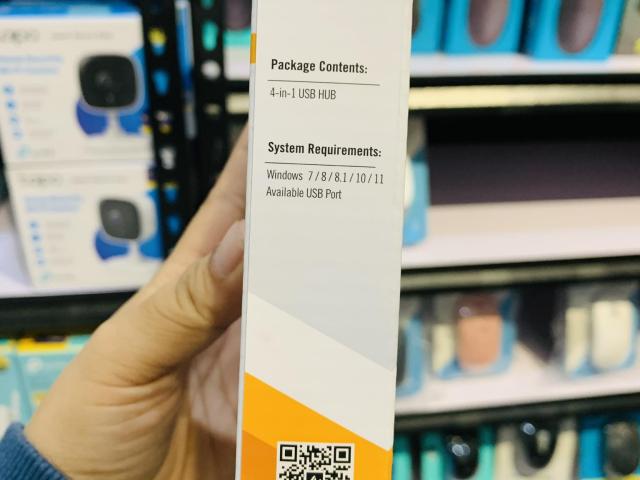 Package Contents:
4-in-1 USB HUB
System Requirements:
Windows 7 / 8 / 8.1 / 10 / 11
Available USB Port